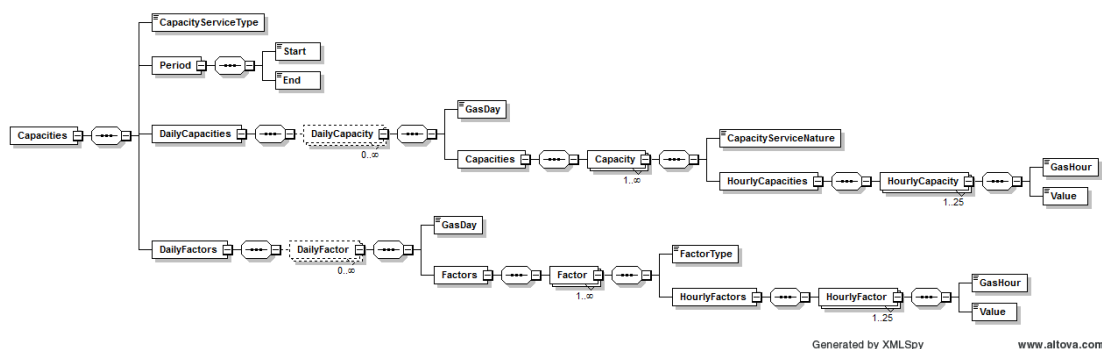 CapacityServiceType
Start
Period
End
GasDay
Capacities
DailyCapacities
DailyCapacity
0..∞
CapacityServiceNature
Capacities
Capacity
1..∞
GasHour
HourlyCapacities
HourlyCapacity
1..25
Value
GasDay
DailyFactors
DailyFactor
0..∞
FactorType
Factors
Factor
1..∞
GasHour
HourlyFactors
HourlyFactor
1..25
Value
Generated by XMLSpy www.altova.com